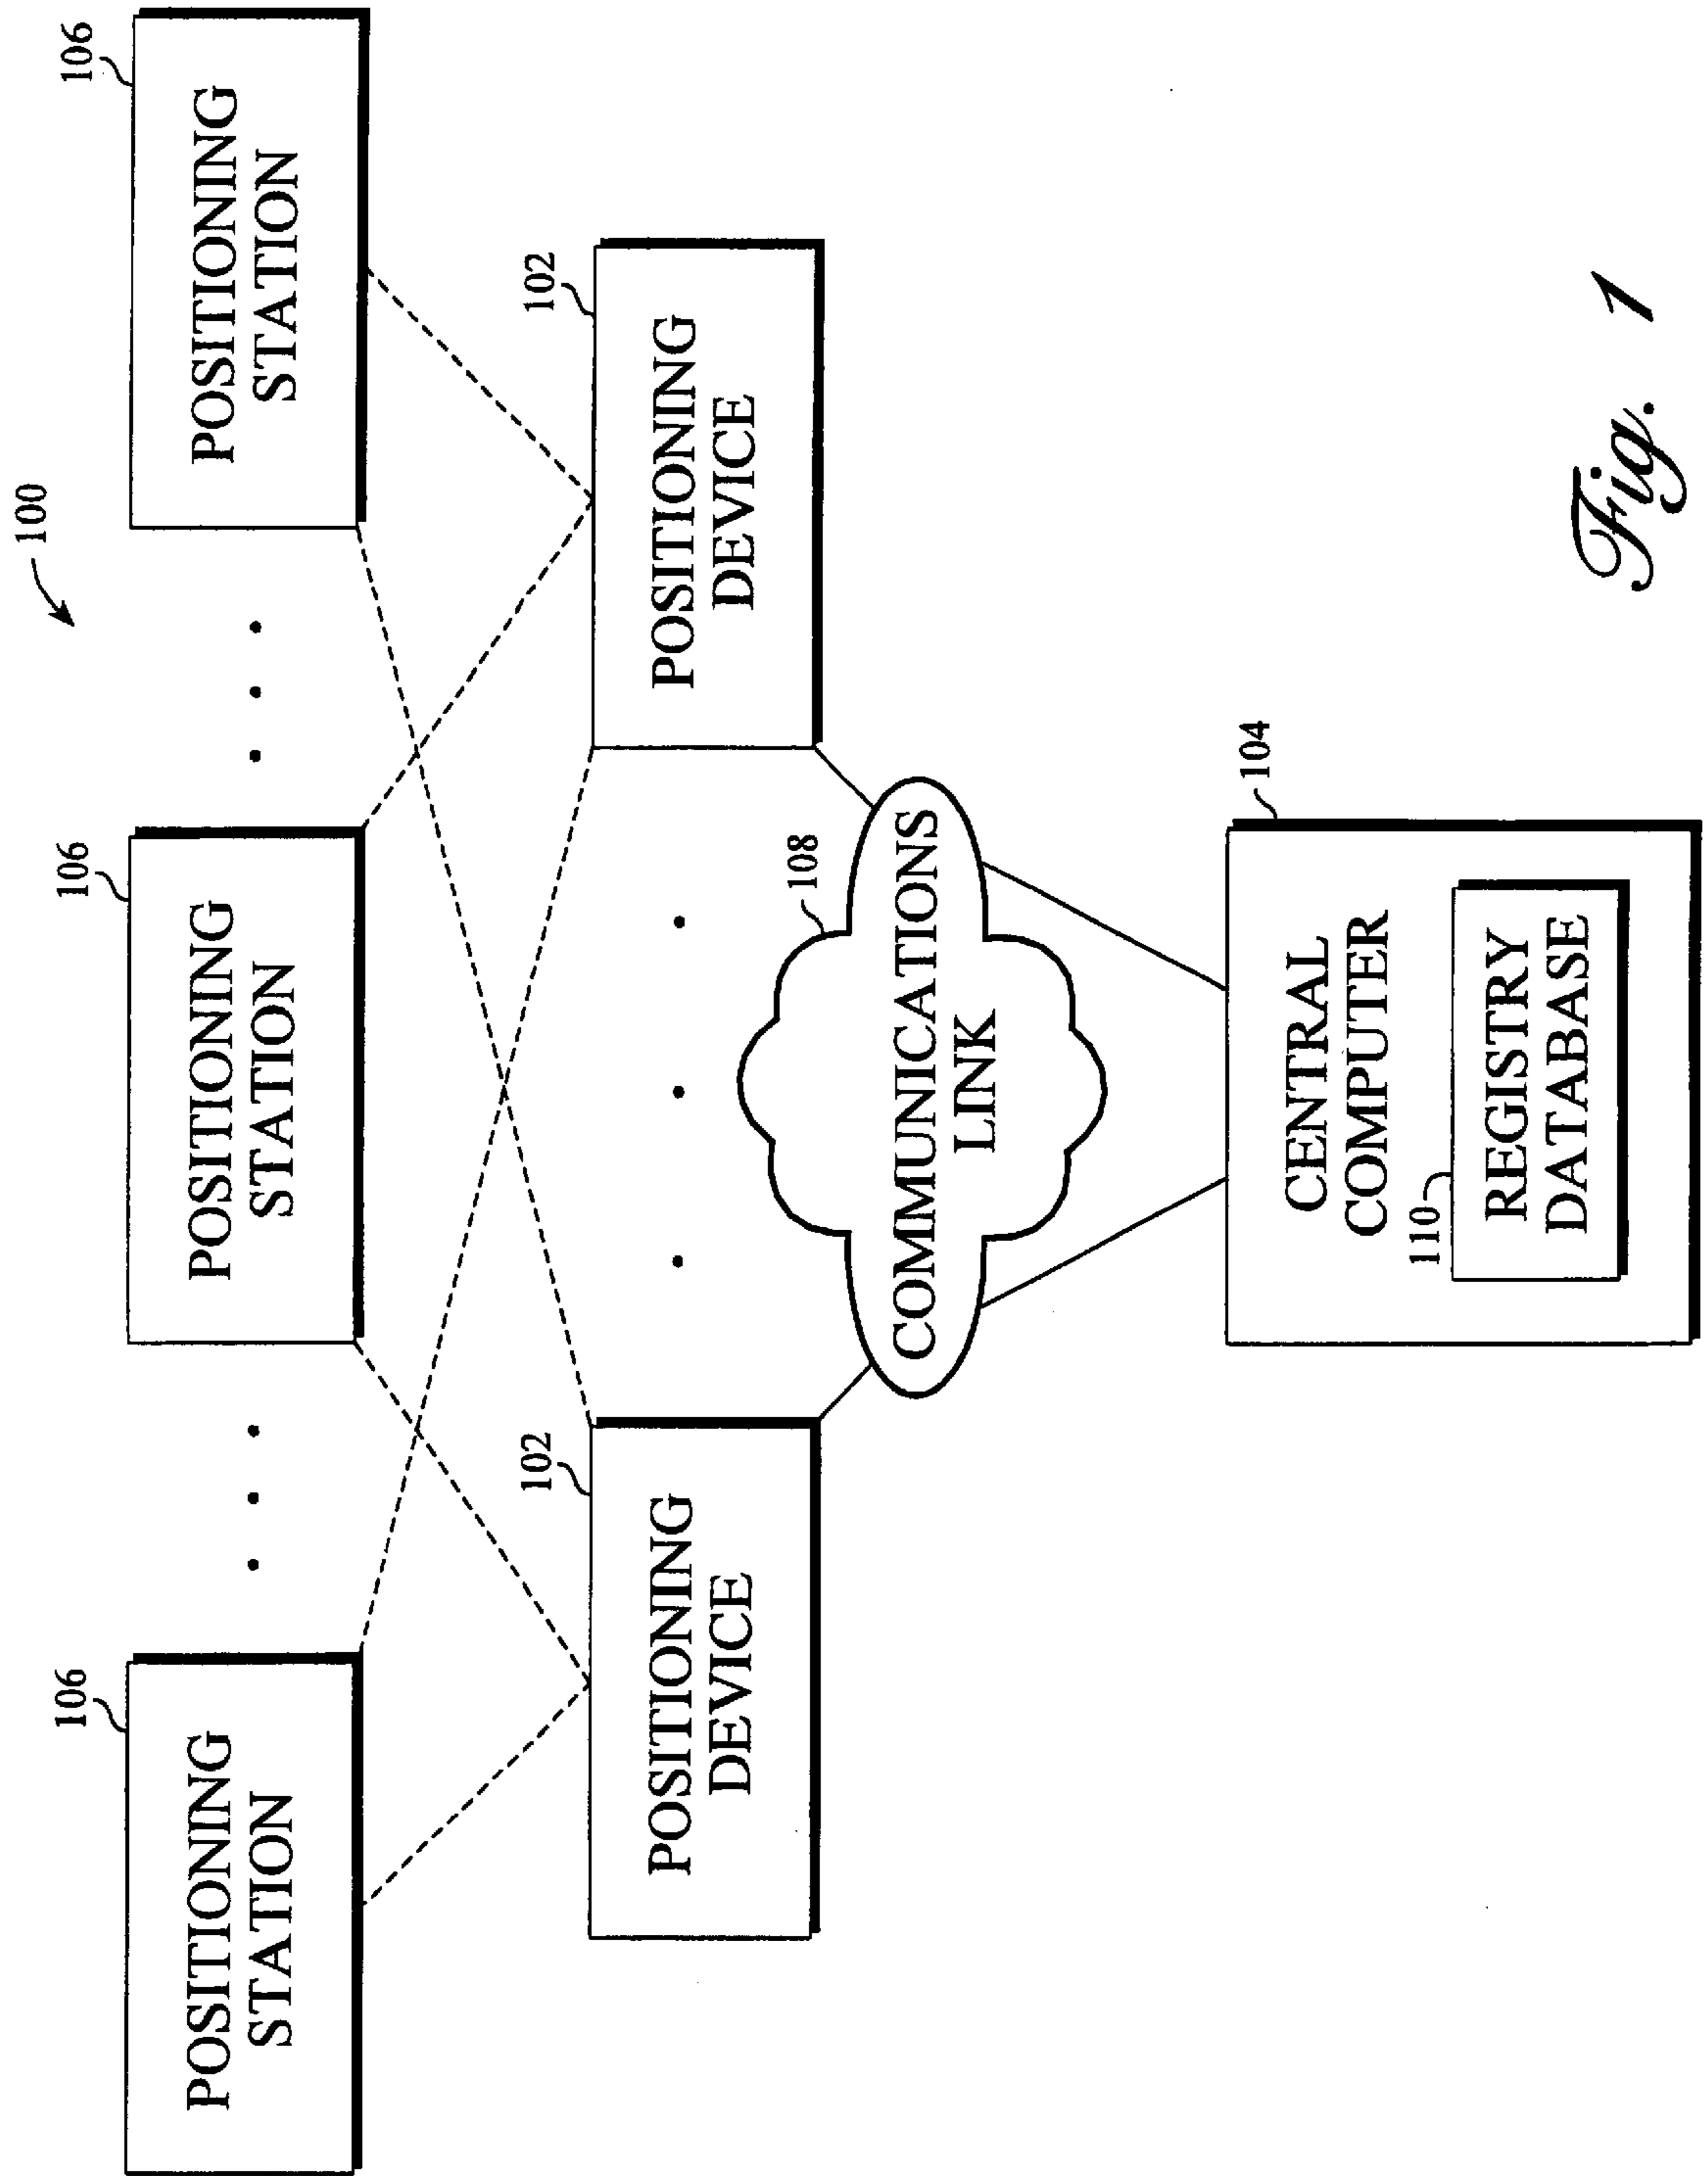 100
106
106
106
POSITIONING
STATION
POSITIONING
STATION
POSITIONING
STATION
102
102
POSITIONING
DEVICE
POSITIONING
DEVICE
108
COMMUNICATIONS
LINK
104
CENTRAL
COMPUTER
110
REGISTRY
DATABASE
Fig. 1